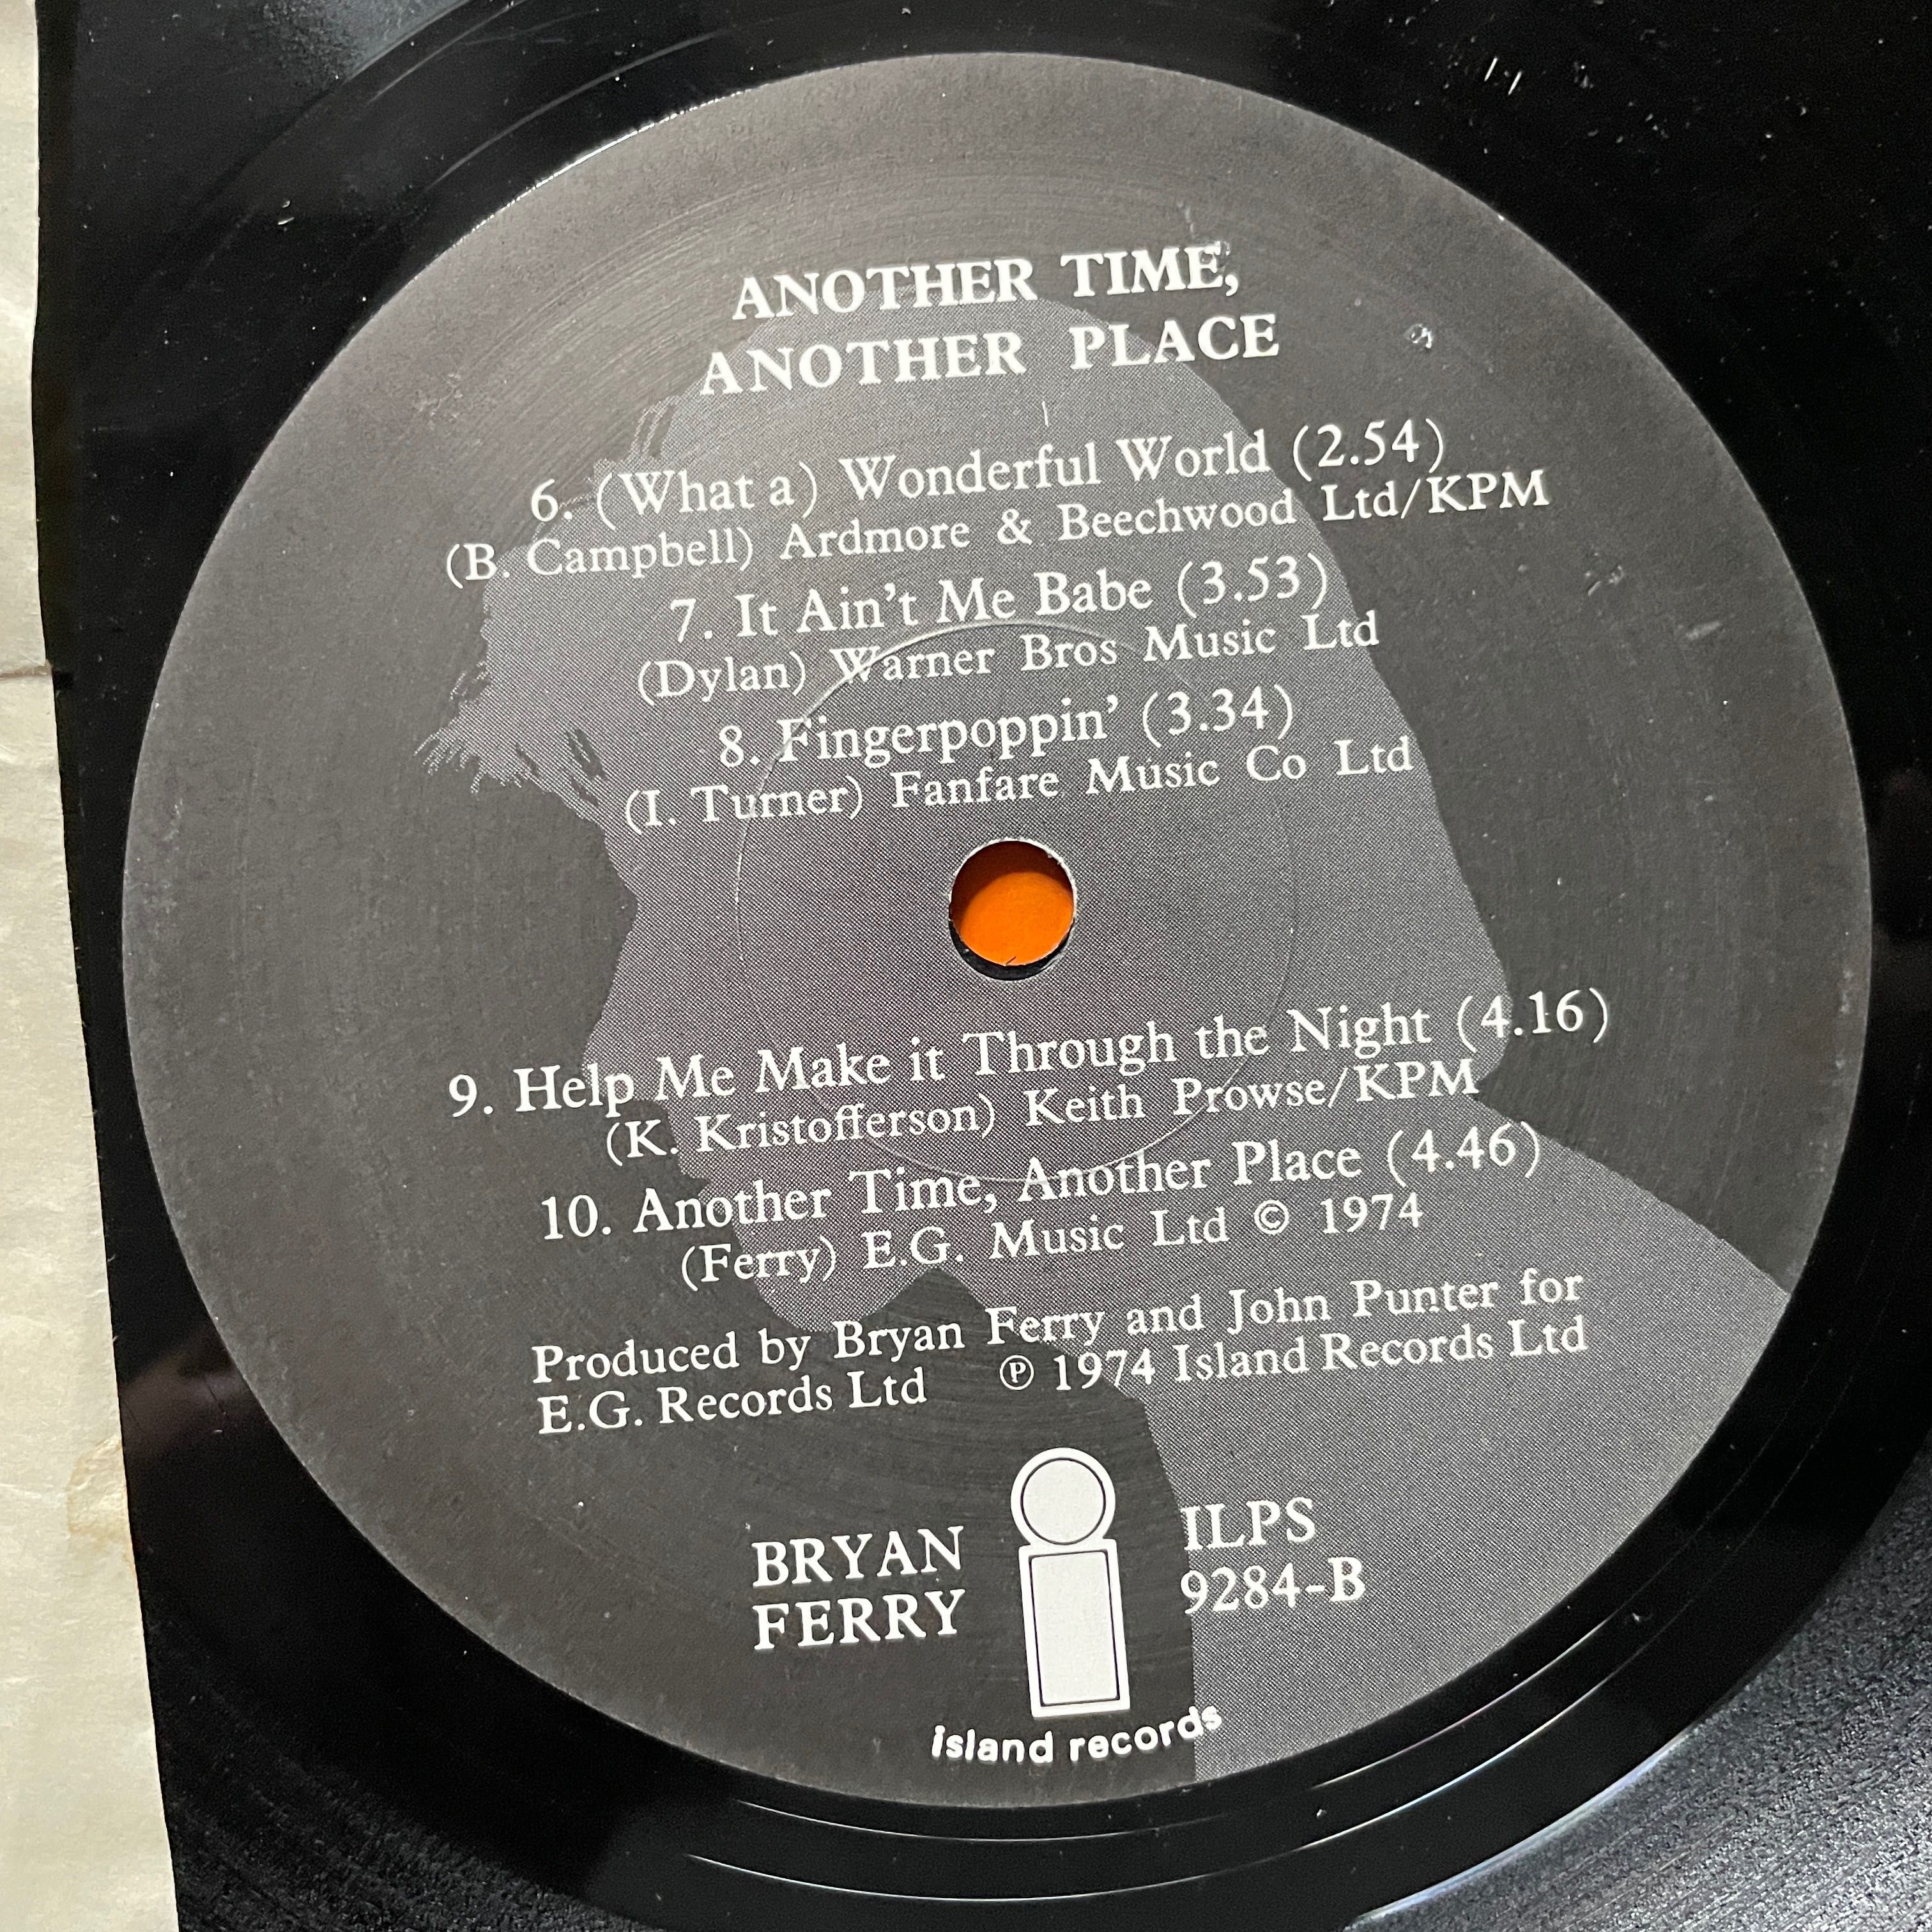 ANOTHER TIME,
ANOTHER PLACE
6. (What a) Wonderful World (2.54)
(B. Campbell) Ardmore & Beechwood Ltd/KPM
7. It Ain't Me Babe (3.53)
(Dylan) Warner Bros Music Ltd
8. Fingerpoppin' (3.34)
(I. Turner) Fanfare Music Co Ltd
9. Help Me Make it Through the Night (4.16)
(K. Kristofferson) Keith Prowse/KPM
10. Another Time, Another Place (4.46)
(Ferry) E.G. Music Ltd © 1974
Produced by Bryan Ferry and John Punter for
E.G. Records Ltd ℗ 1974 Island Records Ltd
BRYAN
FERRY
ILPS
9284-B
island records